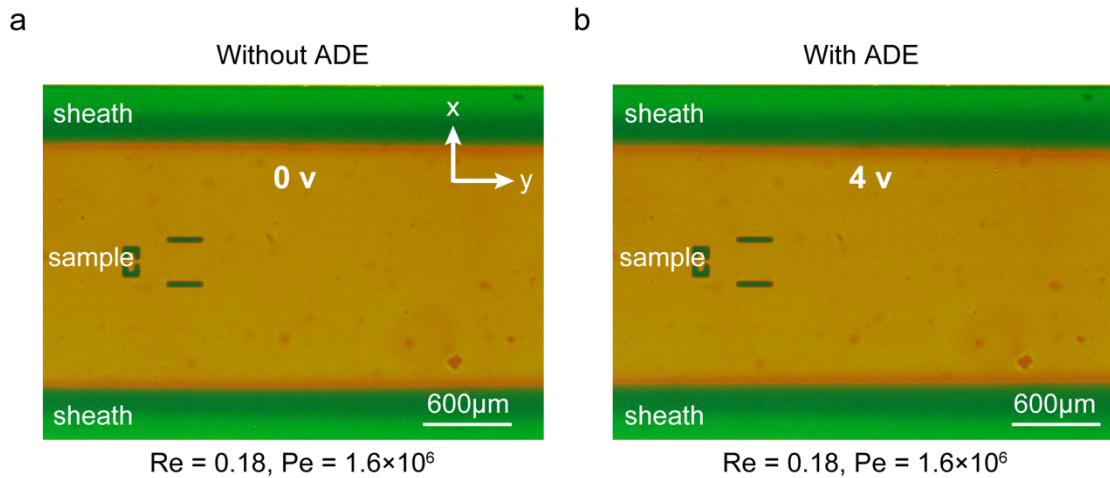 a
Without ADE
sheath
x
y
0 v
sample
sheath
600μm
Re = 0.18, Pe = 1.6×10⁶
b
With ADE
sheath
4 v
sample
sheath
600μm
Re = 0.18, Pe = 1.6×10⁶